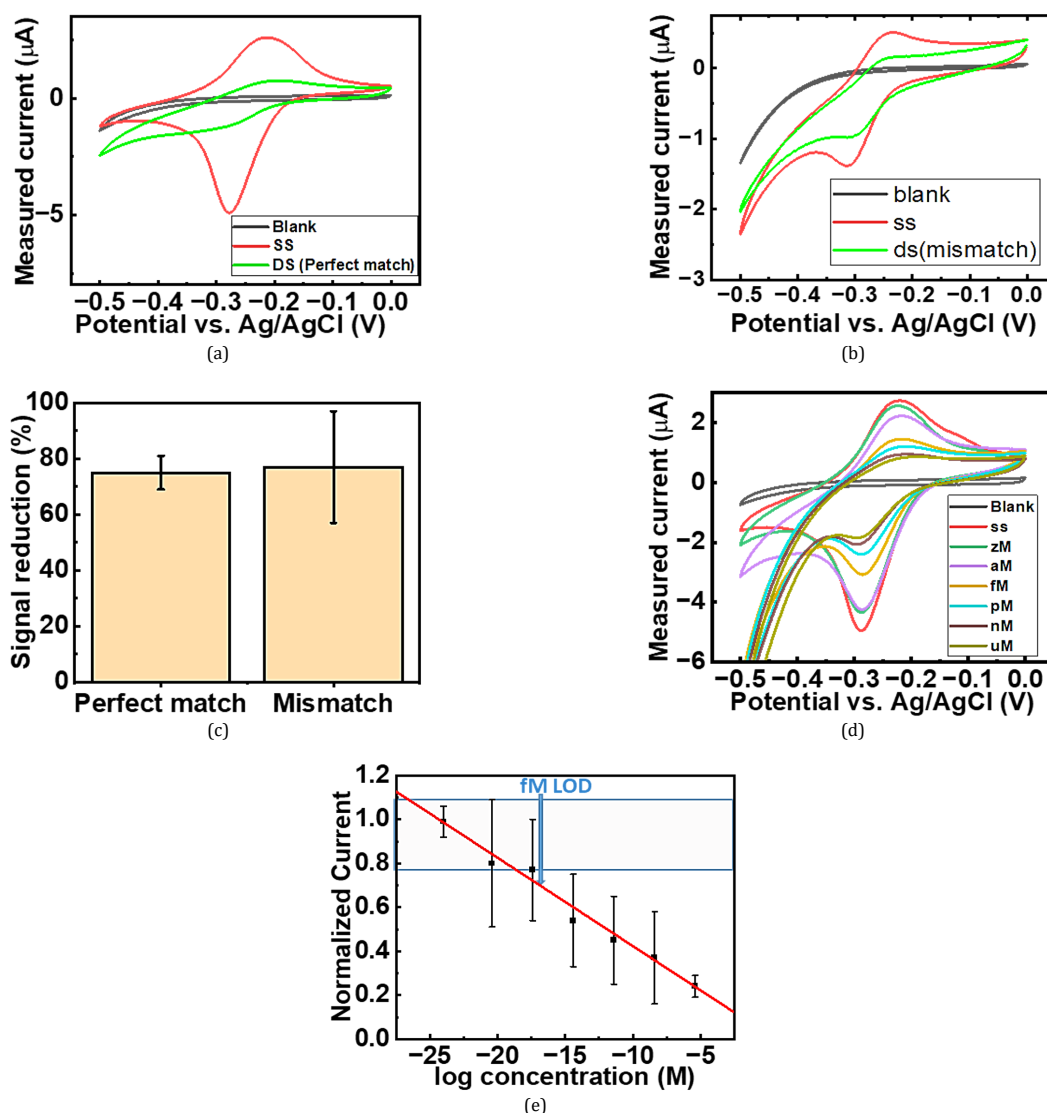 Measured current (μA)
0
−5
Blank
SS
DS (Perfect match)
−0.5 −0.4 −0.3 −0.2 −0.1 0.0
Potential vs. Ag/AgCl (V)
(a)
Measured current (μA)
0
−1
−2
−3
blank
ss
ds(mismatch)
−0.5 −0.4 −0.3 −0.2 −0.1 0.0
Potential vs. Ag/AgCl (V)
(b)
Signal reduction (%)
100
80
60
40
20
0
Perfect match Mismatch
(c)
Measured current (μA)
2
0
−2
−4
−6
Blank
ss
zM
aM
fM
pM
nM
uM
−0.5 −0.4 −0.3 −0.2 −0.1 0.0
Potential vs. Ag/AgCl (V)
(d)
Normalized Current
1.2
1.0
0.8
0.6
0.4
0.2
0.0
fM LOD
−25 −20 −15 −10 −5
log concentration (M)
(e)